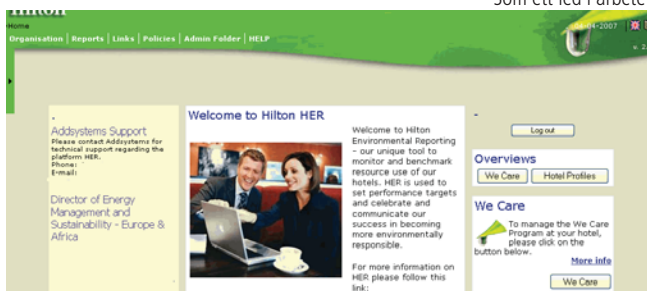 Som ett led i arbete
Hilton
Home
04-04-2007
Organisation | Reports | Links | Policies | Admin Folder | HELP
Addsystems Support
Please contact Addsystems for
technical support regarding the
platform HER.
Phone:
E-mail:
Director of Energy
Management and
Sustainability - Europe &
Africa
Welcome to Hilton HER
Welcome to Hilton
Environmental Reporting
- our unique tool to
monitor and benchmark
resource use of our
hotels. HER is used to
set performance targets
and celebrate and
communicate our
success in becoming
more environmentally
responsible.
For more information on
HER please follow this
link:
Log out
Overviews
We Care
Hotel Profiles
We Care
To manage the We Care
Program at your hotel,
please click on the
button below.
More info
We Care